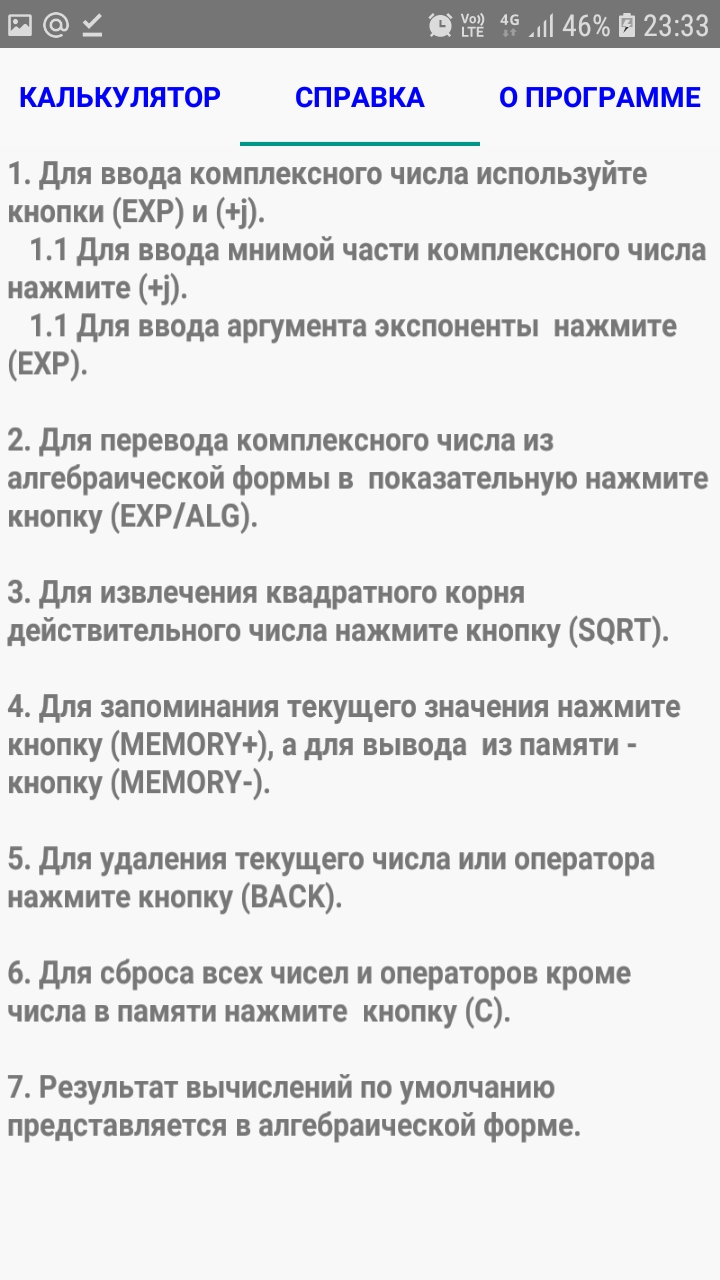 Vo))
LTE
4G
46%
23:33
КАЛЬКУЛЯТОР СПРАВКА О ПРОГРАММЕ
1. Для ввода комплексного числа используйте
кнопки (EXP) и (+j).
1.1 Для ввода мнимой части комплексного числа
нажмите (+j).
1.1 Для ввода аргумента экспоненты нажмите
(EXP).
2. Для перевода комплексного числа из
алгебраической формы в показательную нажмите
кнопку (EXP/ALG).
3. Для извлечения квадратного корня
действительного числа нажмите кнопку (SQRT).
4. Для запоминания текущего значения нажмите
кнопку (MEMORY+), а для вывода из памяти -
кнопку (MEMORY-).
5. Для удаления текущего числа или оператора
нажмите кнопку (BACK).
6. Для сброса всех чисел и операторов кроме
числа в памяти нажмите кнопку (C).
7. Результат вычислений по умолчанию
представляется в алгебраической форме.